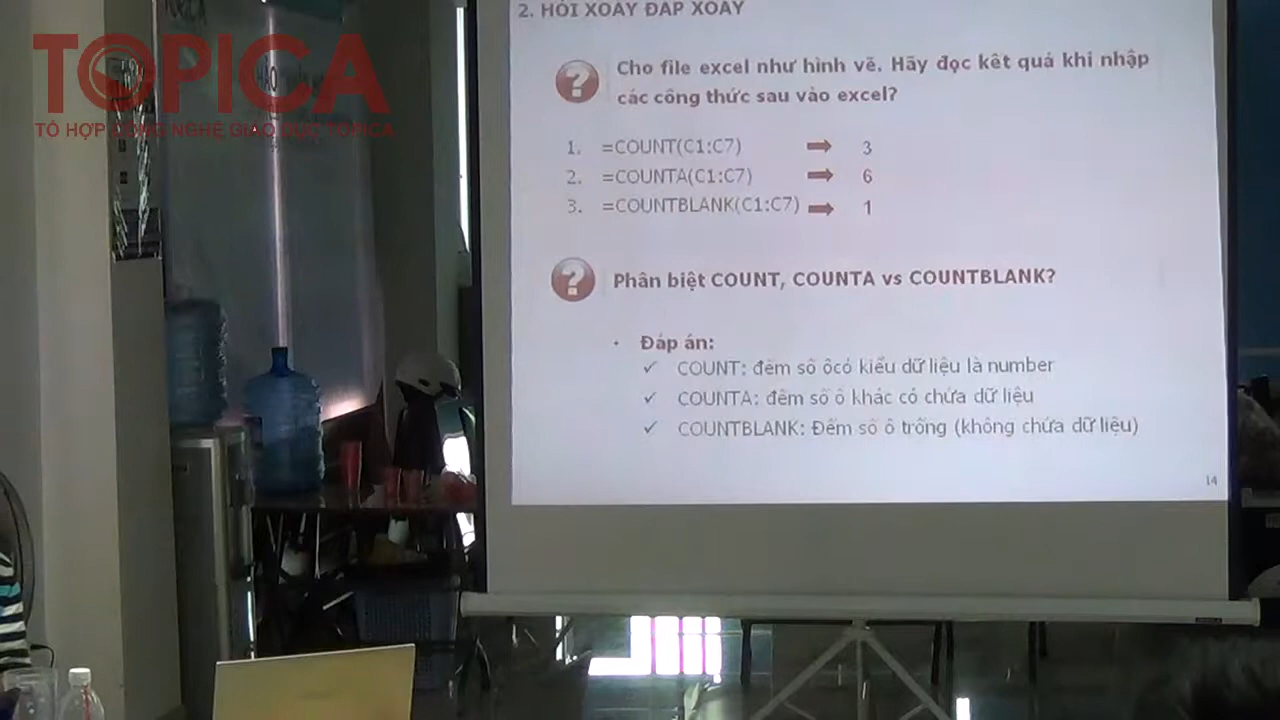 TOPICA
TỔ HỢP CÔNG NGHỆ GIÁO DỤC TOPICA
2. HỎI XOAY ĐÁP XOAY
Cho file excel như hình vẽ. Hãy đọc kết quả khi nhập
các công thức sau vào excel?
1. =COUNT(C1:C7) 3
2. =COUNTA(C1:C7) 6
3. =COUNTBLANK(C1:C7) 1
Phân biệt COUNT, COUNTA vs COUNTBLANK?
• Đáp án:
✓ COUNT: đếm số ôcó kiểu dữ liệu là number
✓ COUNTA: đếm số ô khác có chứa dữ liệu
✓ COUNTBLANK: Đếm số ô trống (không chứa dữ liệu)
14